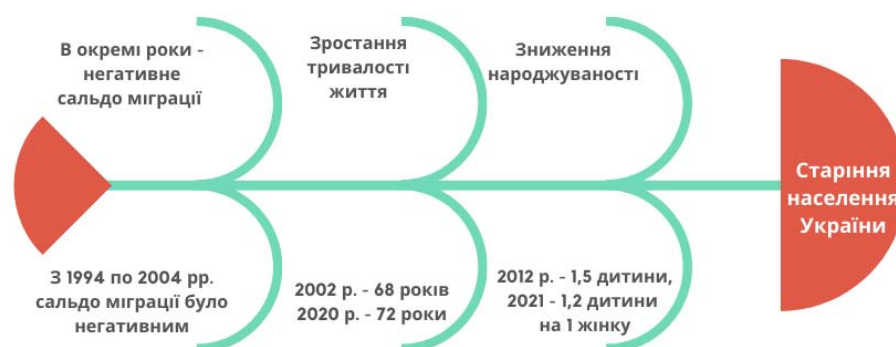 В окремі роки -
негативне
сальдо міграції
Зростання
тривалості
життя
Зниження
народжуваності
Старіння
населення
України
З 1994 по 2004 рр.
сальдо міграції було
негативним
2002 р. - 68 років
2020 р. - 72 роки
2012 р. - 1,5 дитини,
2021 - 1,2 дитини
на 1 жінку